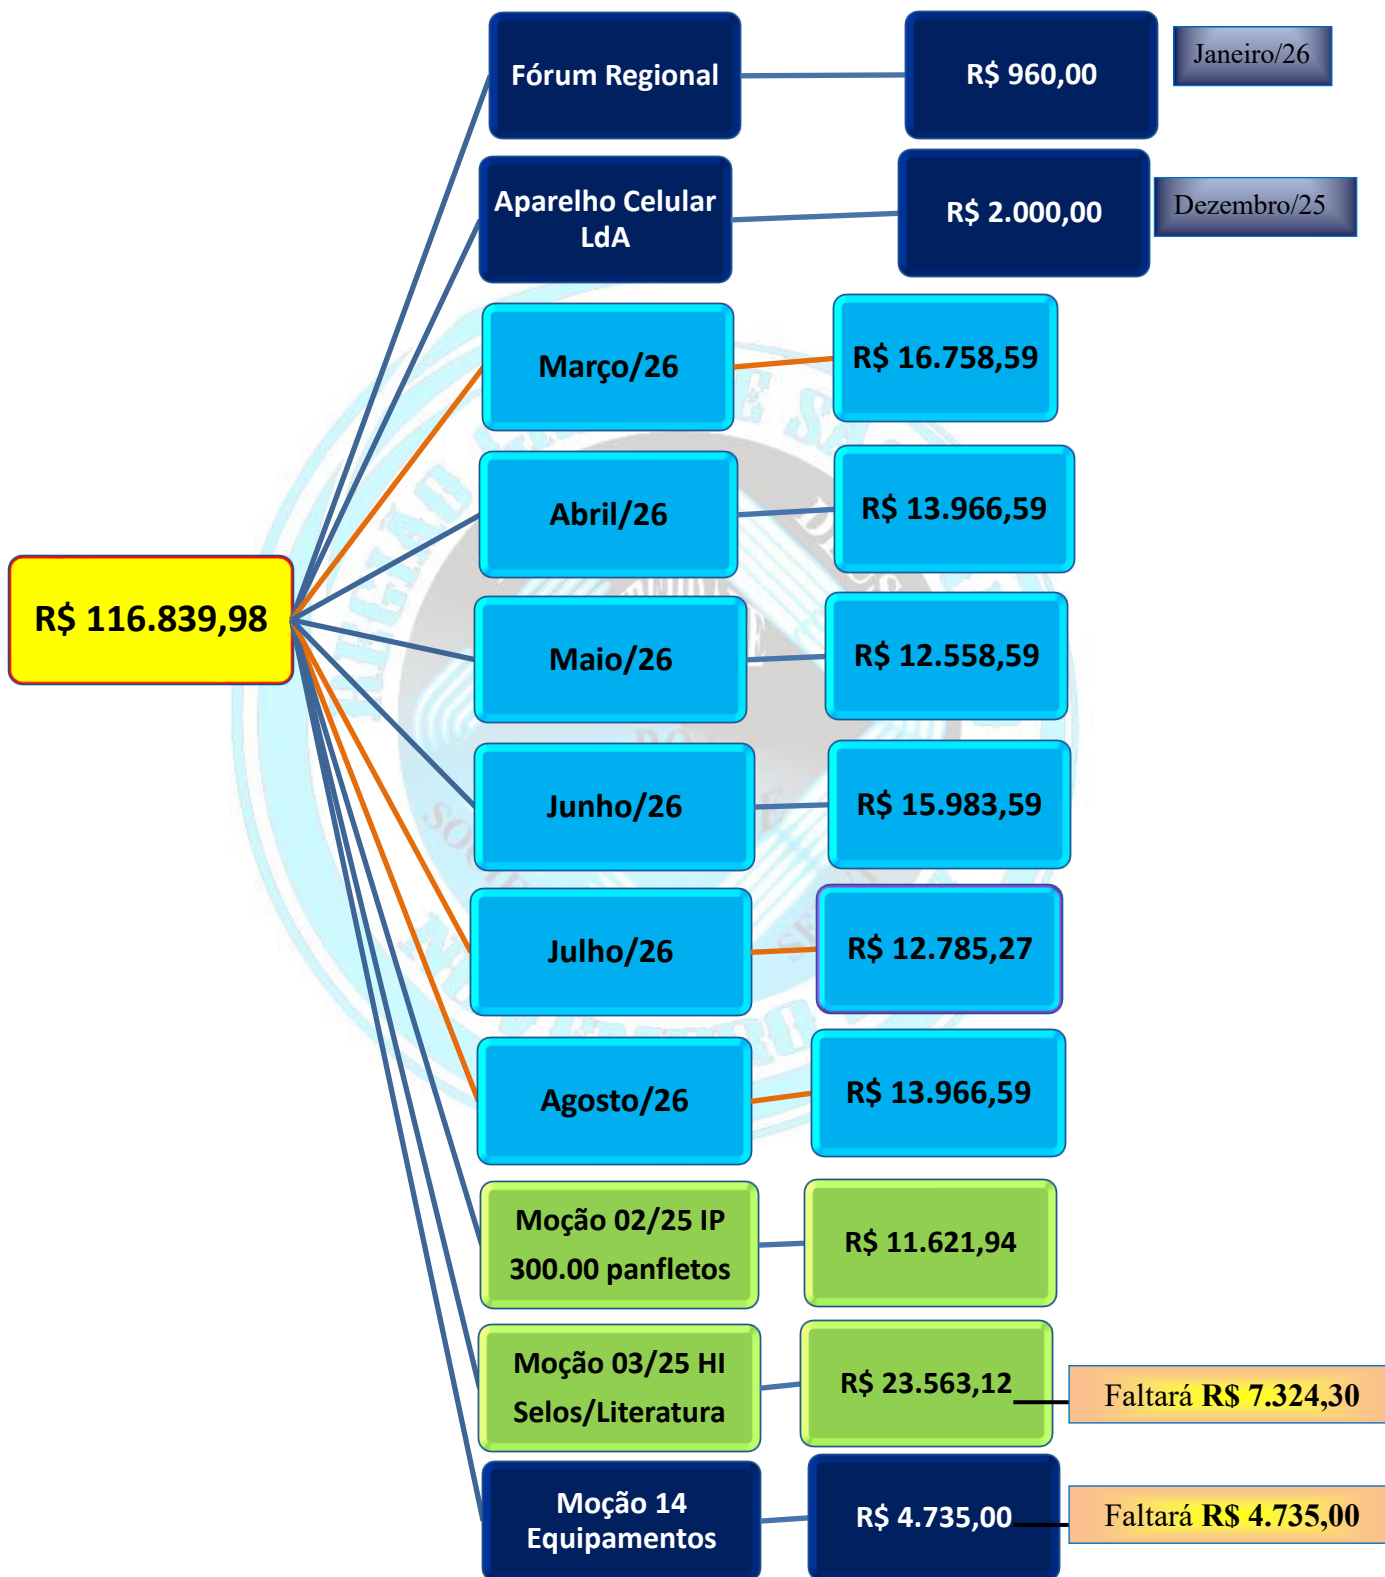 Fórum Regional
R$ 960,00
Janeiro/26
Aparelho Celular
LdA
R$ 2.000,00
Dezembro/25
Março/26
R$ 16.758,59
Abril/26
R$ 13.966,59
R$ 116.839,98
Maio/26
R$ 12.558,59
Junho/26
R$ 15.983,59
Julho/26
R$ 12.785,27
Agosto/26
R$ 13.966,59
Moção 02/25 IP
300.00 panfletos
R$ 11.621,94
Moção 03/25 HI
Selos/Literatura
R$ 23.563,12
Faltará R$ 7.324,30
Moção 14
Equipamentos
R$ 4.735,00
Faltará R$ 4.735,00